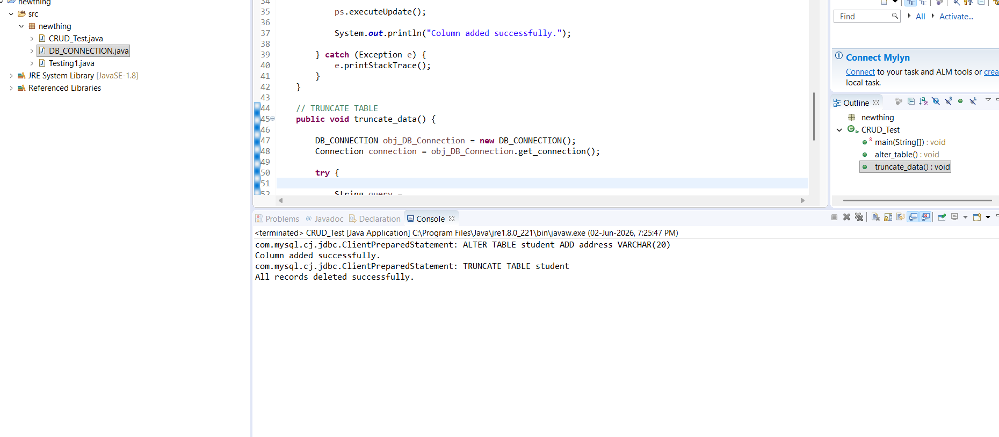 newthing
src
newthing
CRUD_Test.java
DB_CONNECTION.java
Testing1.java
JRE System Library [JavaSE-1.8]
Referenced Libraries
34
35 ps.executeUpdate();
36
37 System.out.println("Column added successfully.");
38
39 } catch (Exception e) {
40 e.printStackTrace();
41 }
42 }
43
44 // TRUNCATE TABLE
45 public void truncate_data() {
46
47 DB_CONNECTION obj_DB_Connection = new DB_CONNECTION();
48 Connection connection = obj_DB_Connection.get_connection();
49
50 try {
51
52 String query =
Find
All
Activate...
Connect Mylyn
Connect to your task and ALM tools or crea
local task.
Outline
newthing
CRUD_Test
main(String[]) : void
alter_table() : void
truncate_data() : void
Problems @ Javadoc Declaration Console
<terminated> CRUD_Test [Java Application] C:\Program Files\Java\jre1.8.0_221\bin\javaw.exe (02-Jun-2026, 7:25:47 PM)
com.mysql.cj.jdbc.ClientPreparedStatement: ALTER TABLE student ADD address VARCHAR(20)
Column added successfully.
com.mysql.cj.jdbc.ClientPreparedStatement: TRUNCATE TABLE student
All records deleted successfully.